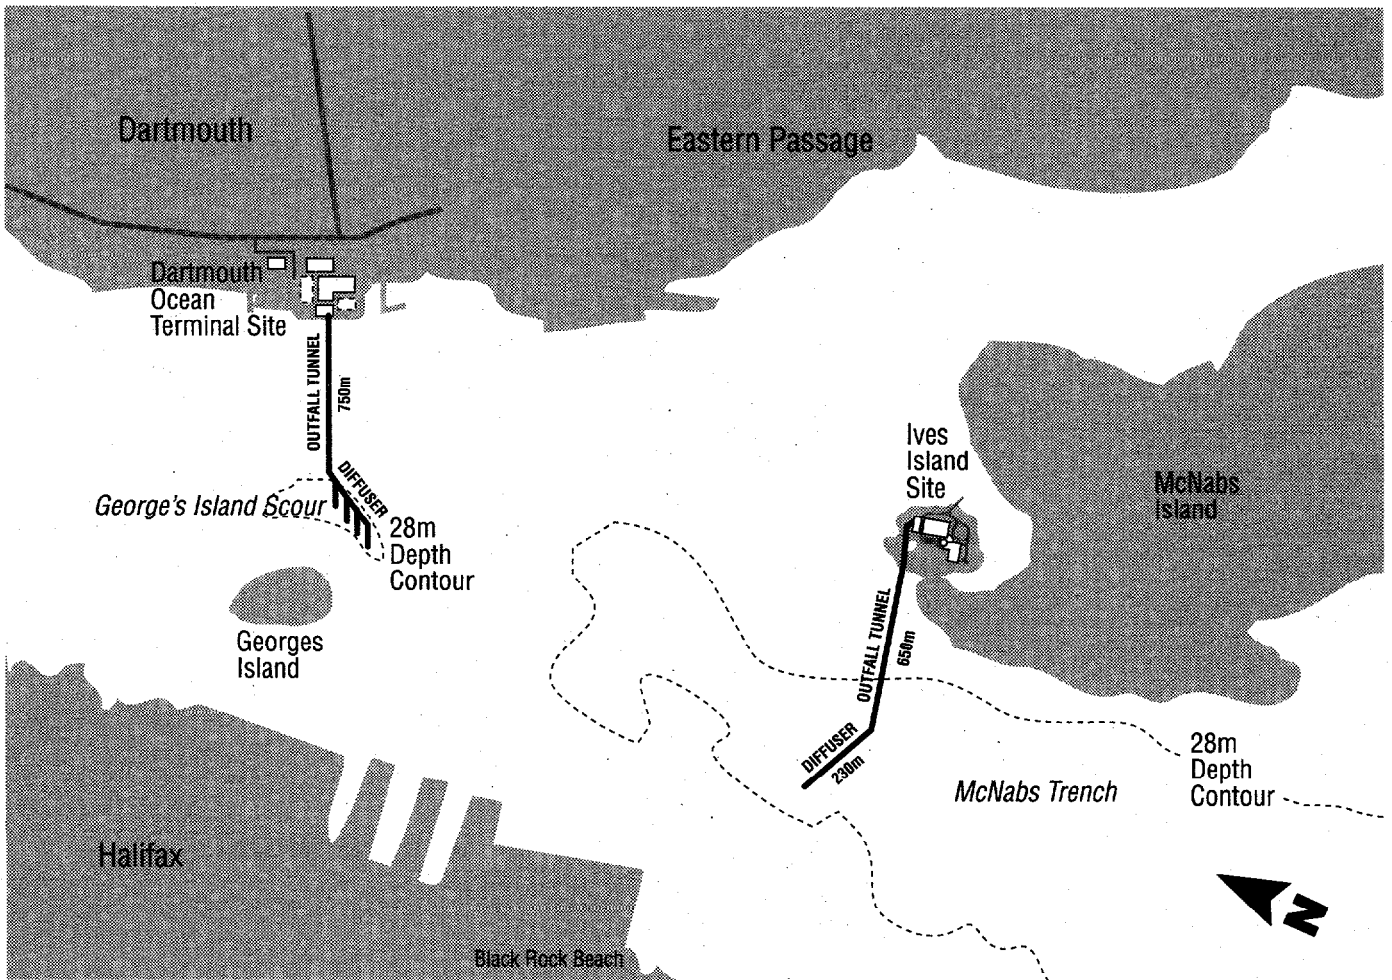 Dartmouth
Eastern Passage
Dartmouth
Ocean
Terminal Site
OUTFALL TUNNEL
750m
DIFFUSER
George's Island Scour
28m
Depth
Contour
Georges
Island
Ives
Island
Site
McNabs
Island
OUTFALL TUNNEL
650m
DIFFUSER
230m
McNabs Trench
28m
Depth
Contour
Halifax
Black Rock Beach
N